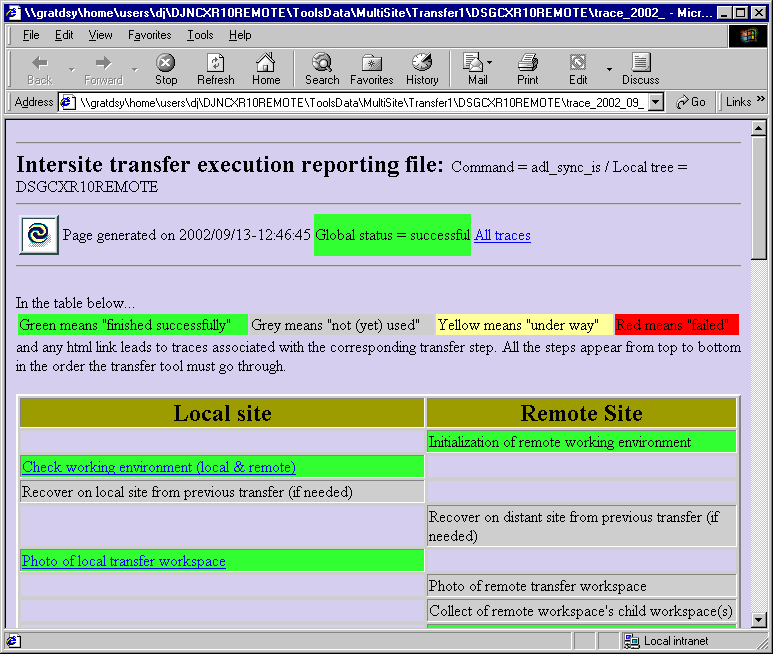 \\gratdsy\home\users\dj\DJNCXR10REMOTE\ToolsData\MultiSite\Transfer1\DSGCXR10REMOTE\trace_2002_ - Micr...
File Edit View Favorites Tools Help
Back Forward Stop Refresh Home Search Favorites History Mail Print Edit Discuss
Address \\gratdsy\home\users\dj\DJNCXR10REMOTE\ToolsData\MultiSite\Transfer1\DSGCXR10REMOTE\trace_2002_09_ Go Links »
Intersite transfer execution reporting file: Command = adl_sync_is / Local tree =
DSGCXR10REMOTE
Page generated on 2002/09/13-12:46:45 Global status = successful All traces
In the table below...
Green means "finished successfully" Grey means "not (yet) used" Yellow means "under way" Red means "failed"
and any html link leads to traces associated with the corresponding transfer step. All the steps appear from top to bottom
in the order the transfer tool must go through.
Local site Remote Site
Initialization of remote working environment
Check working environment (local & remote)
Recover on local site from previous transfer (if needed)
Recover on distant site from previous transfer (if
needed)
Photo of local transfer workspace
Photo of remote transfer workspace
Collect of remote workspace's child workspace(s)
Local intranet